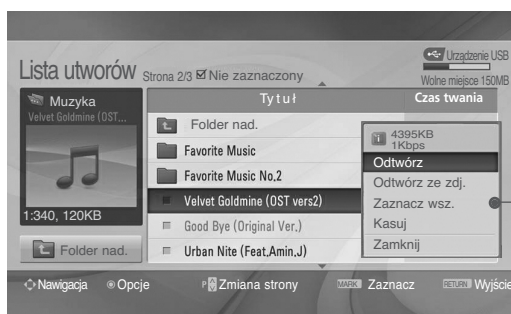 Urządzenie USB
Lista utworów Strona 2/3 Nie zaznaczony
Wolne miejsce 150MB
Muzyka
Velvet Goldmine (OST...
1:340, 120KB
Folder nad.
Tytuł
Czas twania
Folder nad.
Favorite Music
Favorite Music No.2
Velvet Goldmine (OST vers2)
Good Bye (Original Ver.)
Urban Nite (Feat.Amin.J)
4395KB
1Kbps
Odtwórz
Odtwórz ze zdj.
Zaznacz wsz.
Kasuj
Zamknij
Nawigacja Opcje P Zmiana strony MARK Zaznacz RETURN Wyjście